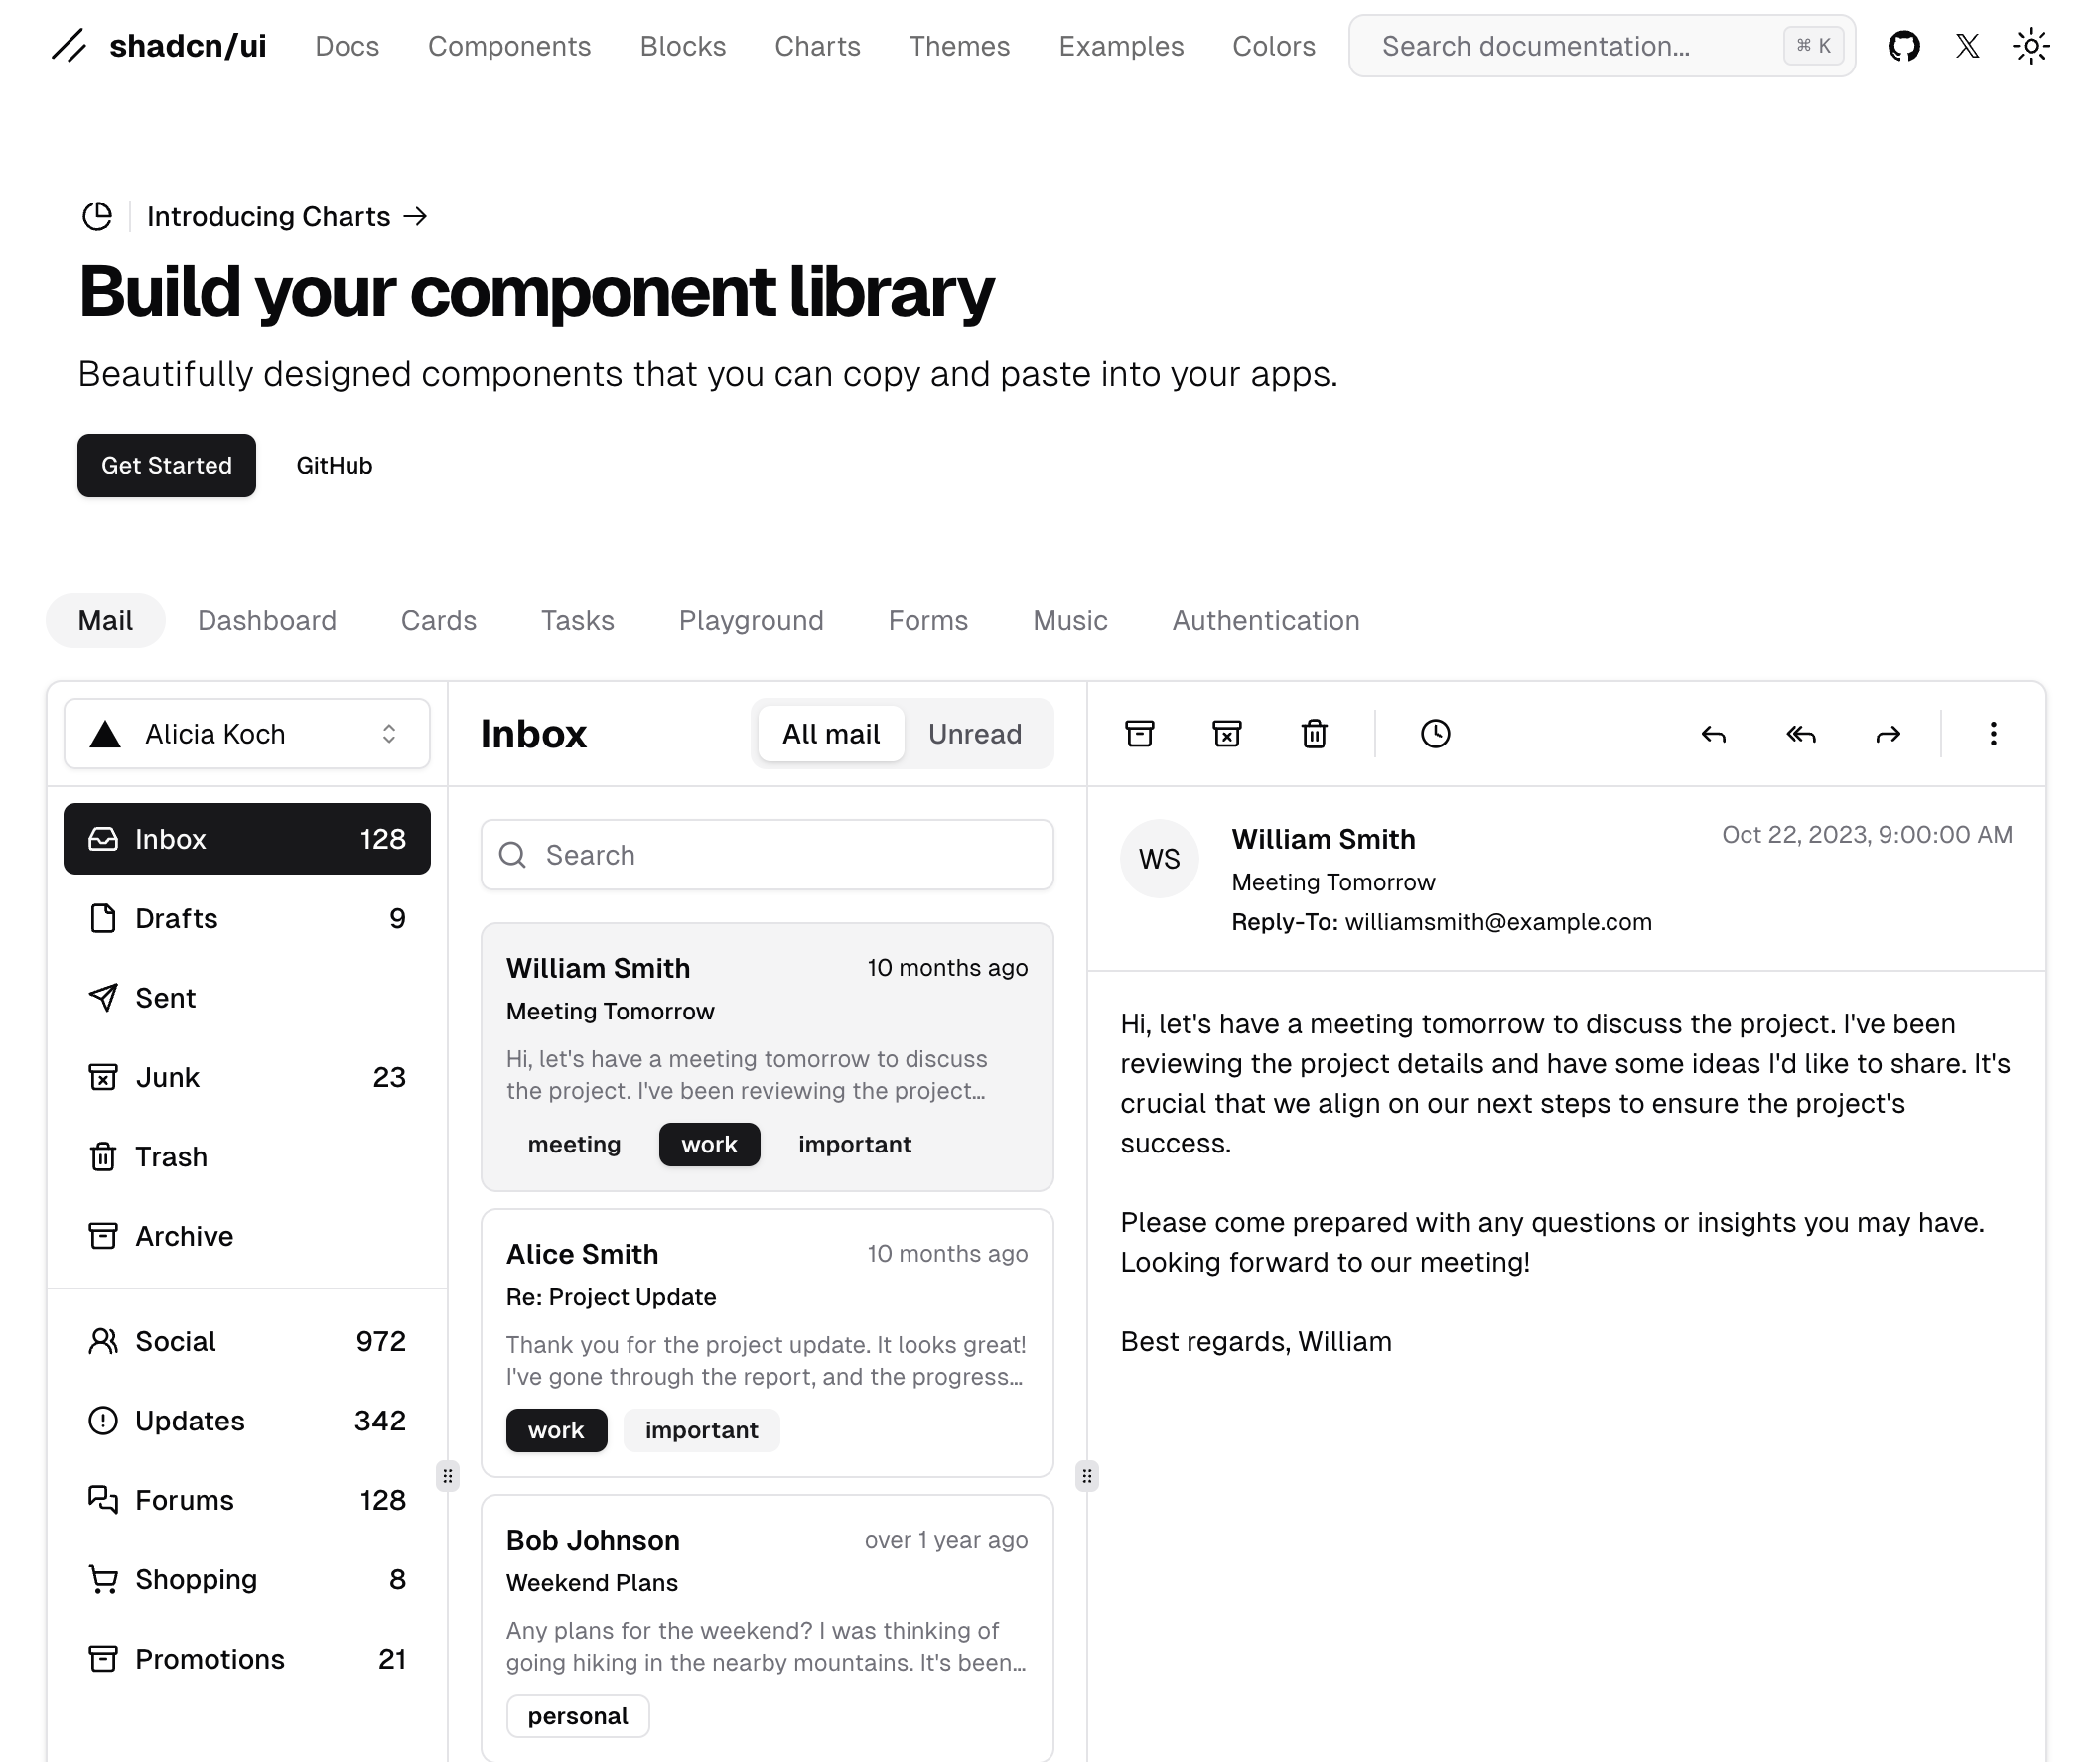 shadcn/ui Docs Components Blocks Charts Themes Examples Colors Search documentation... ⌘ K
Introducing Charts
Build your component library
Beautifully designed components that you can copy and paste into your apps.
Get Started GitHub
Mail Dashboard Cards Tasks Playground Forms Music Authentication
Alicia Koch
Inbox 128
Drafts 9
Sent
Junk 23
Trash
Archive
Social 972
Updates 342
Forums 128
Shopping 8
Promotions 21
Inbox All mail Unread
Search
William Smith 10 months ago
Meeting Tomorrow
Hi, let's have a meeting tomorrow to discuss
the project. I've been reviewing the project...
meeting work important
Alice Smith 10 months ago
Re: Project Update
Thank you for the project update. It looks great!
I've gone through the report, and the progress...
work important
Bob Johnson over 1 year ago
Weekend Plans
Any plans for the weekend? I was thinking of
going hiking in the nearby mountains. It's been...
personal
WS
William Smith Oct 22, 2023, 9:00:00 AM
Meeting Tomorrow
Reply-To: williamsmith@example.com
Hi, let's have a meeting tomorrow to discuss the project. I've been
reviewing the project details and have some ideas I'd like to share. It's
crucial that we align on our next steps to ensure the project's
success.
Please come prepared with any questions or insights you may have.
Looking forward to our meeting!
Best regards, William